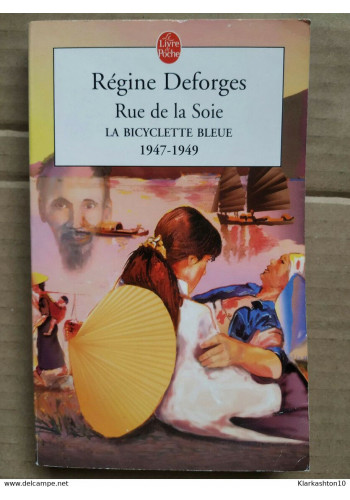 Le Livre de Poche
Régine Deforges
Rue de la Soie
LA BICYCLETTE BLEUE
1947-1949
www.delcampe.net
Klarkashton10